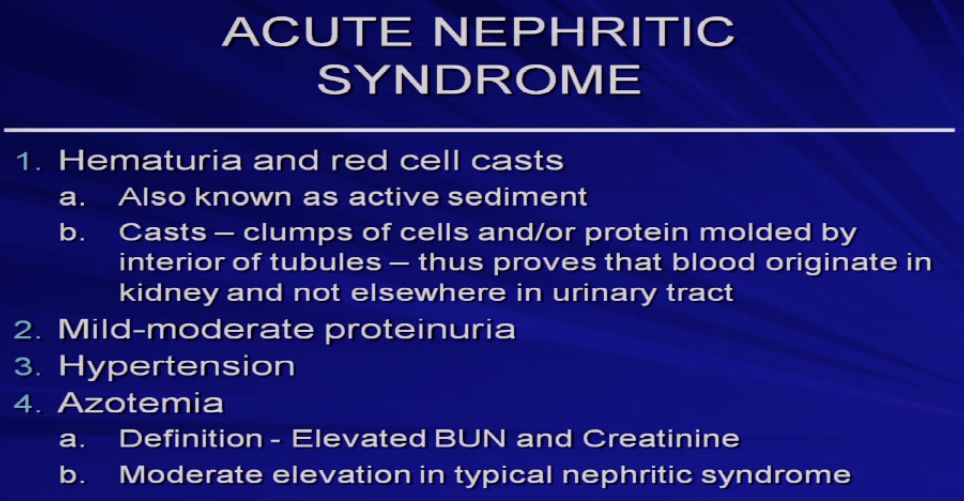 ACUTE NEPHRITIC
SYNDROME
1. Hematuria and red cell casts
a. Also known as active sediment
b. Casts – clumps of cells and/or protein molded by
interior of tubules – thus proves that blood originate in
kidney and not elsewhere in urinary tract
2. Mild-moderate proteinuria
3. Hypertension
4. Azotemia
a. Definition - Elevated BUN and Creatinine
b. Moderate elevation in typical nephritic syndrome